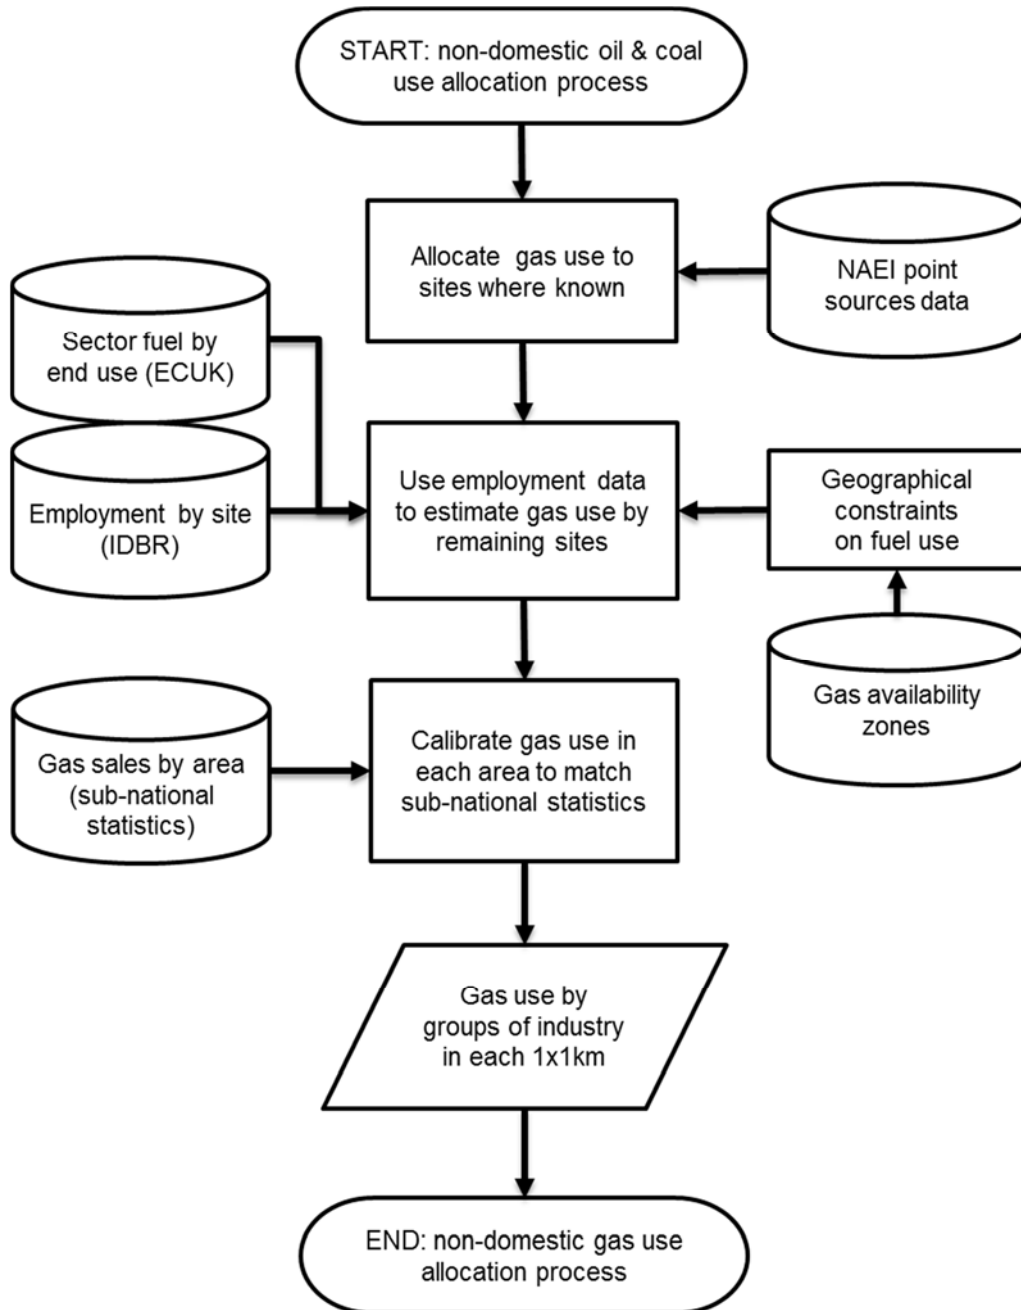 START: non-domestic oil & coal
use allocation process
Allocate gas use to
sites where known
NAEI point
sources data
Sector fuel by
end use (ECUK)
Employment by site
(IDBR)
Use employment data
to estimate gas use by
remaining sites
Geographical
constraints
on fuel use
Gas availability
zones
Gas sales by area
(sub-national
statistics)
Calibrate gas use in
each area to match
sub-national statistics
Gas use by
groups of industry
in each 1x1km
END: non-domestic gas use
allocation process